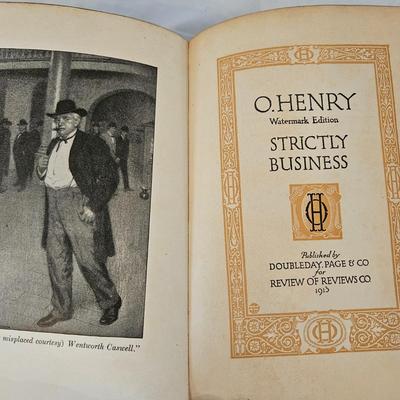 misplaced courtesy) Wentworth Caswell."
O. HENRY
Watermark Edition
STRICTLY
BUSINESS
OH
Published by
DOUBLEDAY, PAGE & CO
for
REVIEW OF REVIEWS CO.
1913